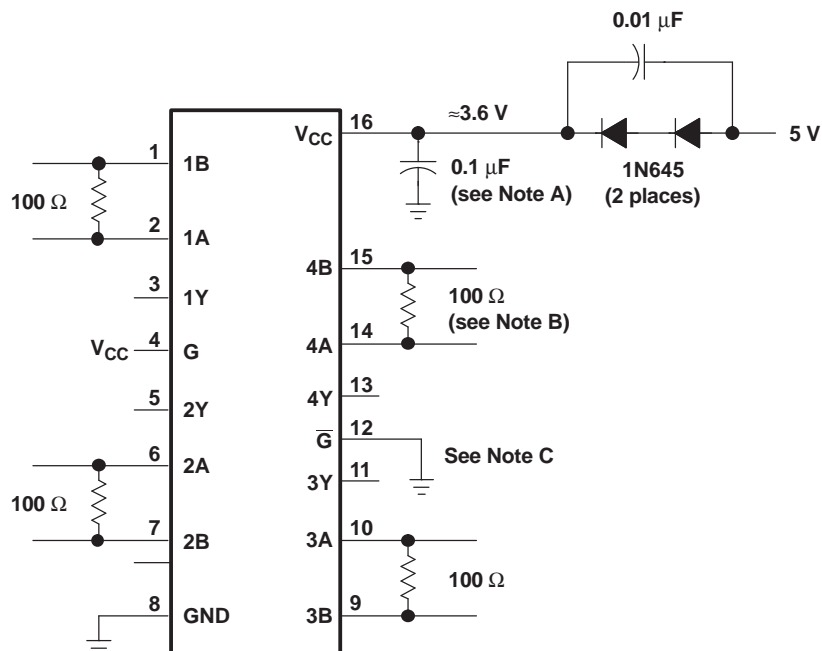 0.01 μF
≈3.6 V
5 V
1N645
(2 places)
0.1 μF
(see Note A)
VCC
16
1
1B
100 Ω
2
1A
3
1Y
VCC
4
G
5
2Y
6
2A
100 Ω
7
2B
8
GND
15
4B
100 Ω
(see Note B)
14
4A
13
4Y
12
G̅
See Note C
11
3Y
10
3A
100 Ω
9
3B